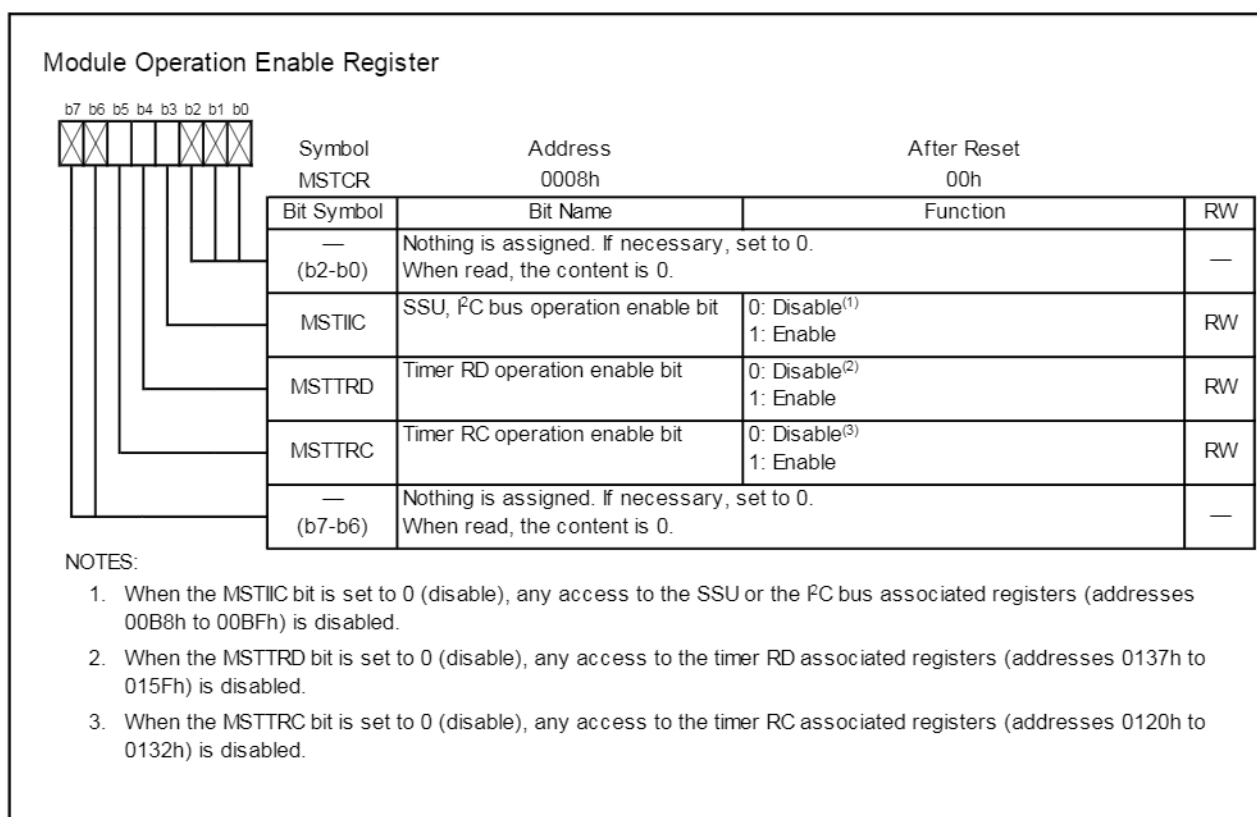 Module Operation Enable Register
b7 b6 b5 b4 b3 b2 b1 b0
Symbol Address After Reset
MSTCR 0008h 00h
Bit Symbol Bit Name Function RW
— (b2-b0) Nothing is assigned. If necessary, set to 0. —
When read, the content is 0.
MSTIIC SSU, I²C bus operation enable bit 0: Disable(1) RW
1: Enable
MSTTRD Timer RD operation enable bit 0: Disable(2) RW
1: Enable
MSTTRC Timer RC operation enable bit 0: Disable(3) RW
1: Enable
— (b7-b6) Nothing is assigned. If necessary, set to 0. —
When read, the content is 0.
NOTES:
1. When the MSTIIC bit is set to 0 (disable), any access to the SSU or the I²C bus associated registers (addresses
00B8h to 00BFh) is disabled.
2. When the MSTTRD bit is set to 0 (disable), any access to the timer RD associated registers (addresses 0137h to
015Fh) is disabled.
3. When the MSTTRC bit is set to 0 (disable), any access to the timer RC associated registers (addresses 0120h to
0132h) is disabled.